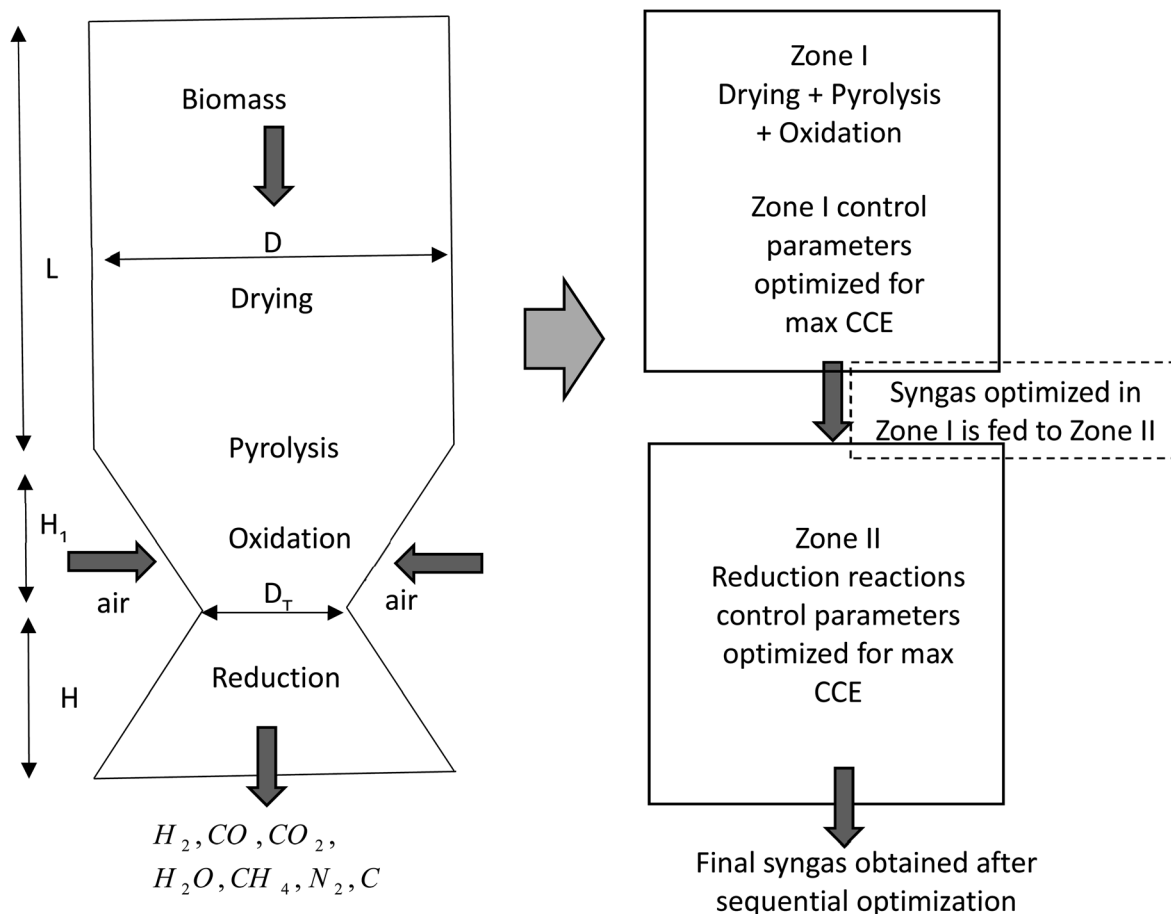 Biomass
D
L
Drying
Pyrolysis
H₁
Oxidation
air
air
D_T
H
Reduction
H₂, CO, CO₂,
H₂O, CH₄, N₂, C
Zone I
Drying + Pyrolysis
+ Oxidation
Zone I control
parameters
optimized for
max CCE
Syngas optimized in
Zone I is fed to Zone II
Zone II
Reduction reactions
control parameters
optimized for max
CCE
Final syngas obtained after
sequential optimization